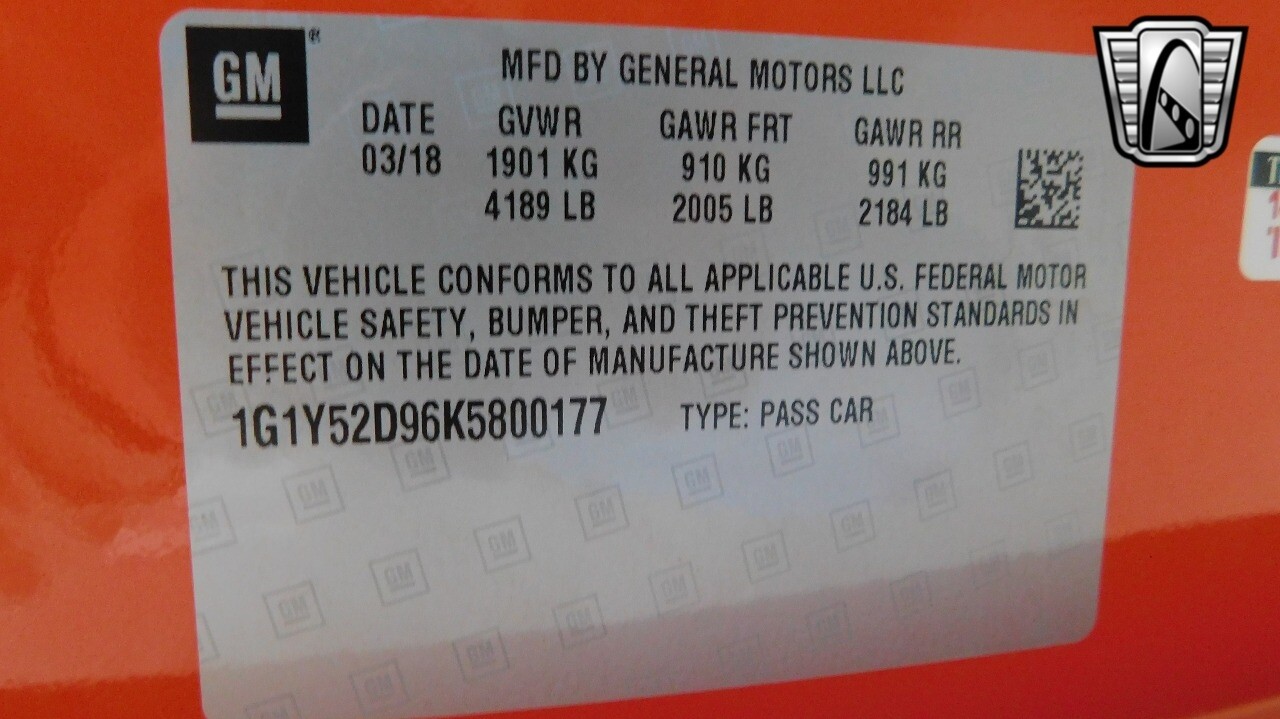 GM®
MFD BY GENERAL MOTORS LLC
DATE GVWR GAWR FRT GAWR RR
03/18 1901 KG 910 KG 991 KG
4189 LB 2005 LB 2184 LB
THIS VEHICLE CONFORMS TO ALL APPLICABLE U.S. FEDERAL MOTOR
VEHICLE SAFETY, BUMPER, AND THEFT PREVENTION STANDARDS IN
EFFECT ON THE DATE OF MANUFACTURE SHOWN ABOVE.
1G1Y52D96K5800177 TYPE: PASS CAR